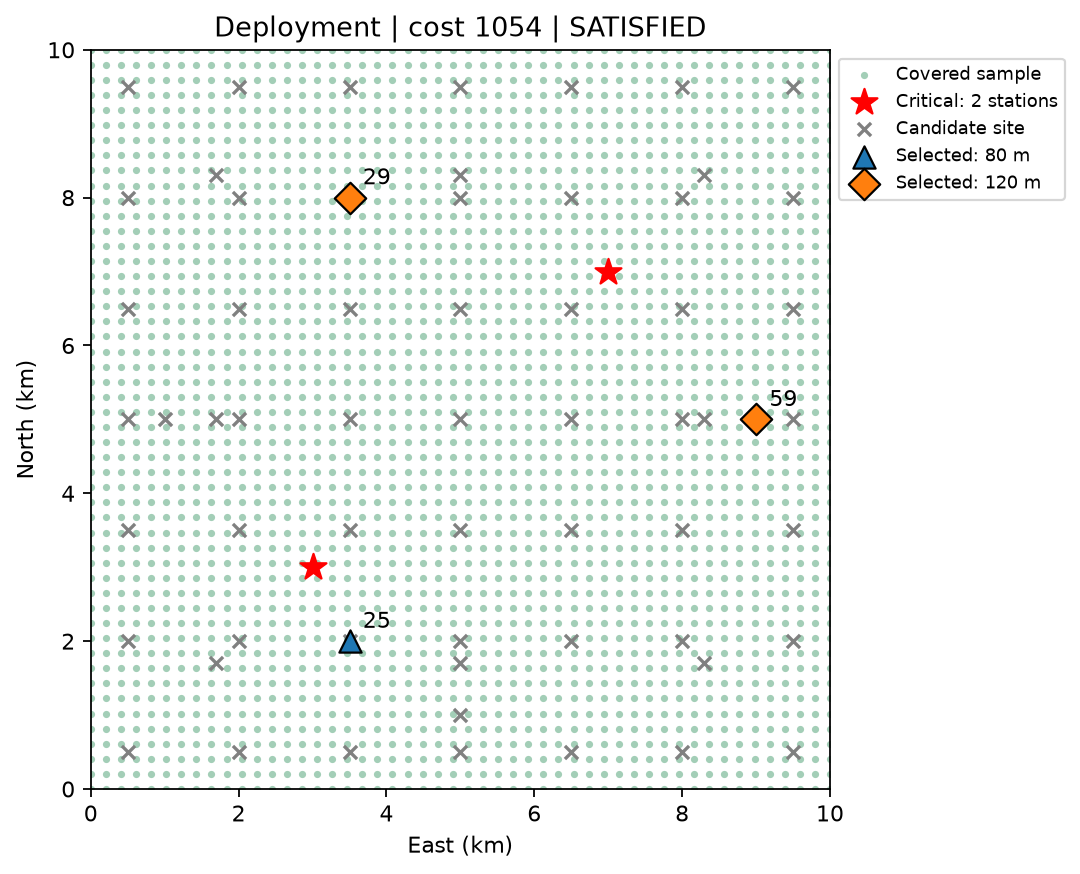 Deployment | cost 1054 | SATISFIED
Covered sample
Critical: 2 stations
Candidate site
Selected: 80 m
Selected: 120 m
29
59
25
North (km)
10
8
6
4
2
0
0 2 4 6 8 10
East (km)